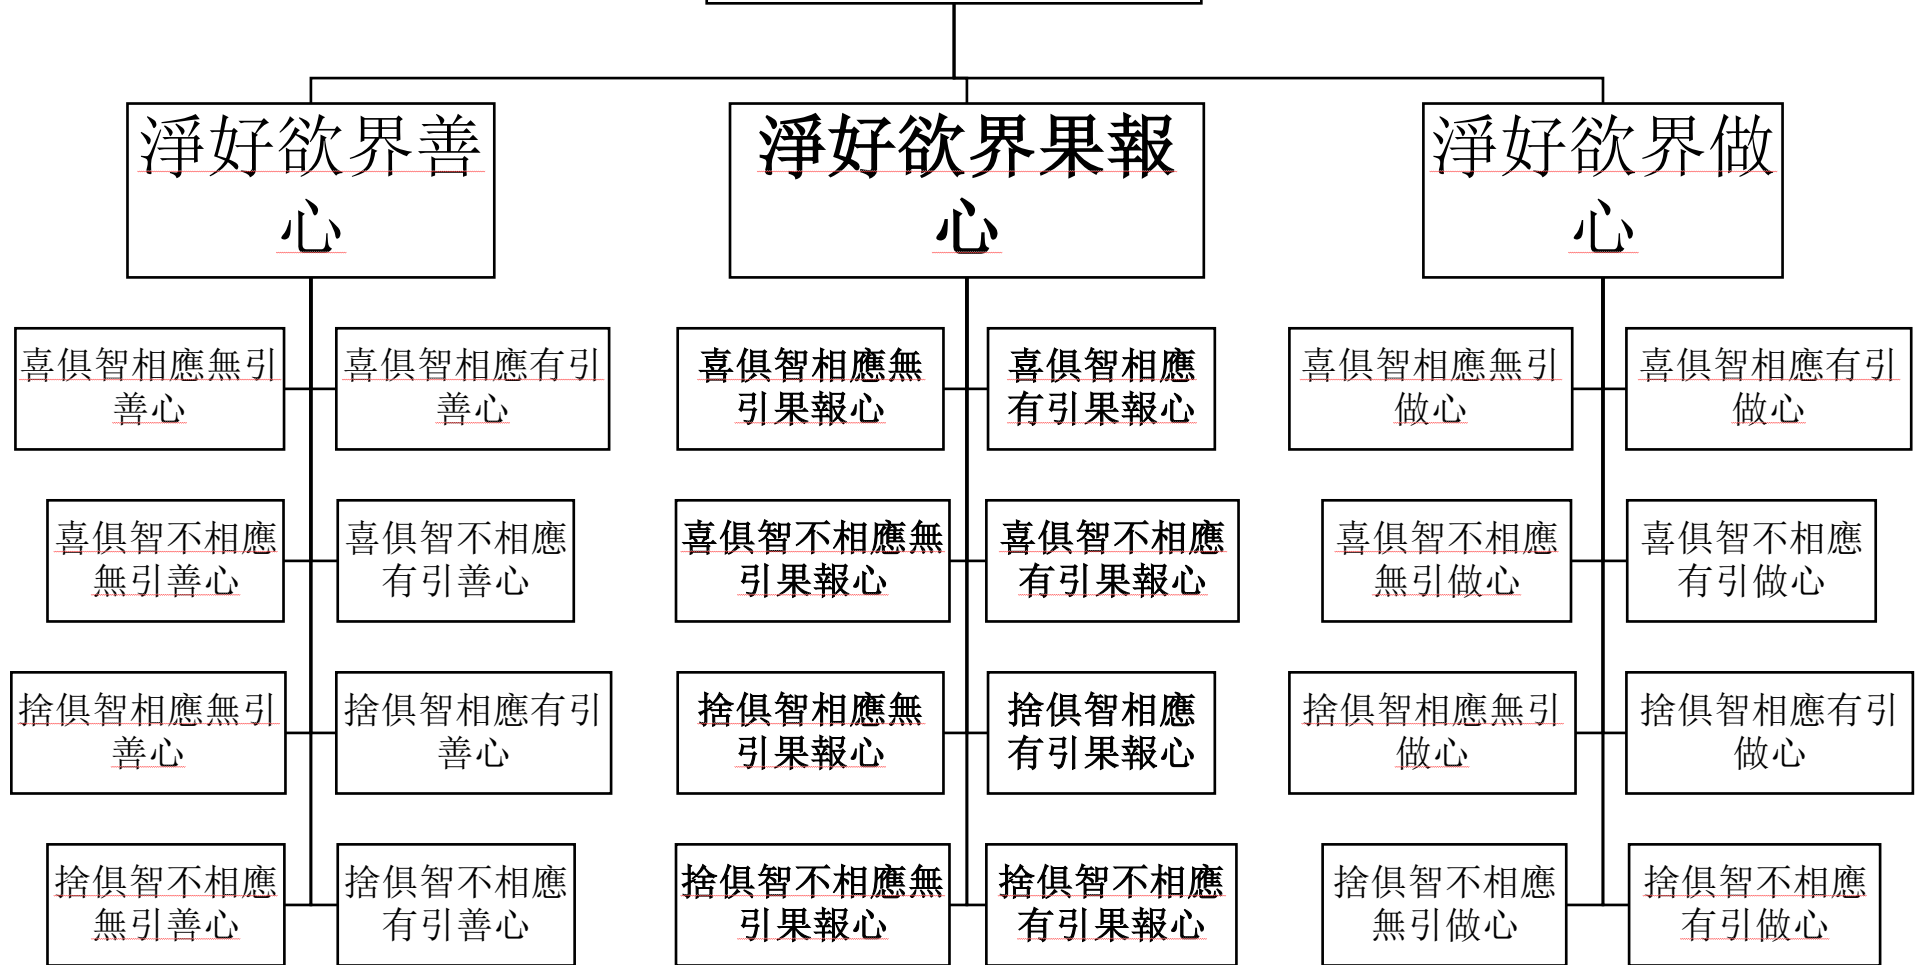 淨好欲界善
心
淨好欲界果報
心
淨好欲界做
心
喜俱智相應無引
善心
喜俱智相應有引
善心
喜俱智相應無
引果報心
喜俱智相應
有引果報心
喜俱智相應無引
做心
喜俱智相應有引
做心
喜俱智不相應
無引善心
喜俱智不相應
有引善心
喜俱智不相應無
引果報心
喜俱智不相應
有引果報心
喜俱智不相應
無引做心
喜俱智不相應
有引做心
捨俱智相應無引
善心
捨俱智相應有引
善心
捨俱智相應無
引果報心
捨俱智相應
有引果報心
捨俱智相應無引
做心
捨俱智相應有引
做心
捨俱智不相應
無引善心
捨俱智不相應
有引善心
捨俱智不相應無
引果報心
捨俱智不相應
有引果報心
捨俱智不相應
無引做心
捨俱智不相應
有引做心